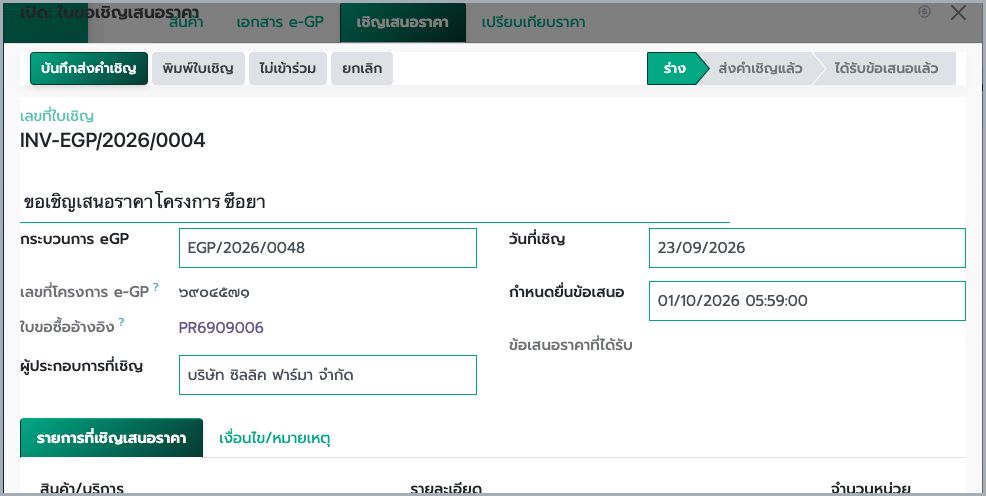 เปิด: ใบขอเชิญเสนอราคา
สินค้า เอกสาร e-GP เชิญเสนอราคา เปรียบเทียบราคา
บันทึกส่งคำเชิญ พิมพ์ใบเชิญ ไม่เข้าร่วม ยกเลิก ร่าง ส่งคำเชิญแล้ว ได้รับข้อเสนอแล้ว
เลขที่ใบเชิญ
INV-EGP/2026/0004
ขอเชิญเสนอราคาโครงการ ซื้อยา
กระบวนการ eGP EGP/2026/0048 วันที่เชิญ 23/09/2026
เลขที่โครงการ e-GP ? ๖๙๐๔๕๗๑ กำหนดยื่นข้อเสนอ 01/10/2026 05:59:00
ใบขอซื้ออ้างอิง ? PR6909006 ข้อเสนอราคาที่ได้รับ
ผู้ประกอบการที่เชิญ บริษัท ซิลลิค ฟาร์มา จำกัด
รายการที่เชิญเสนอราคา เงื่อนไข/หมายเหตุ
สินค้า/บริการ รายละเอียด จำนวนหน่วย